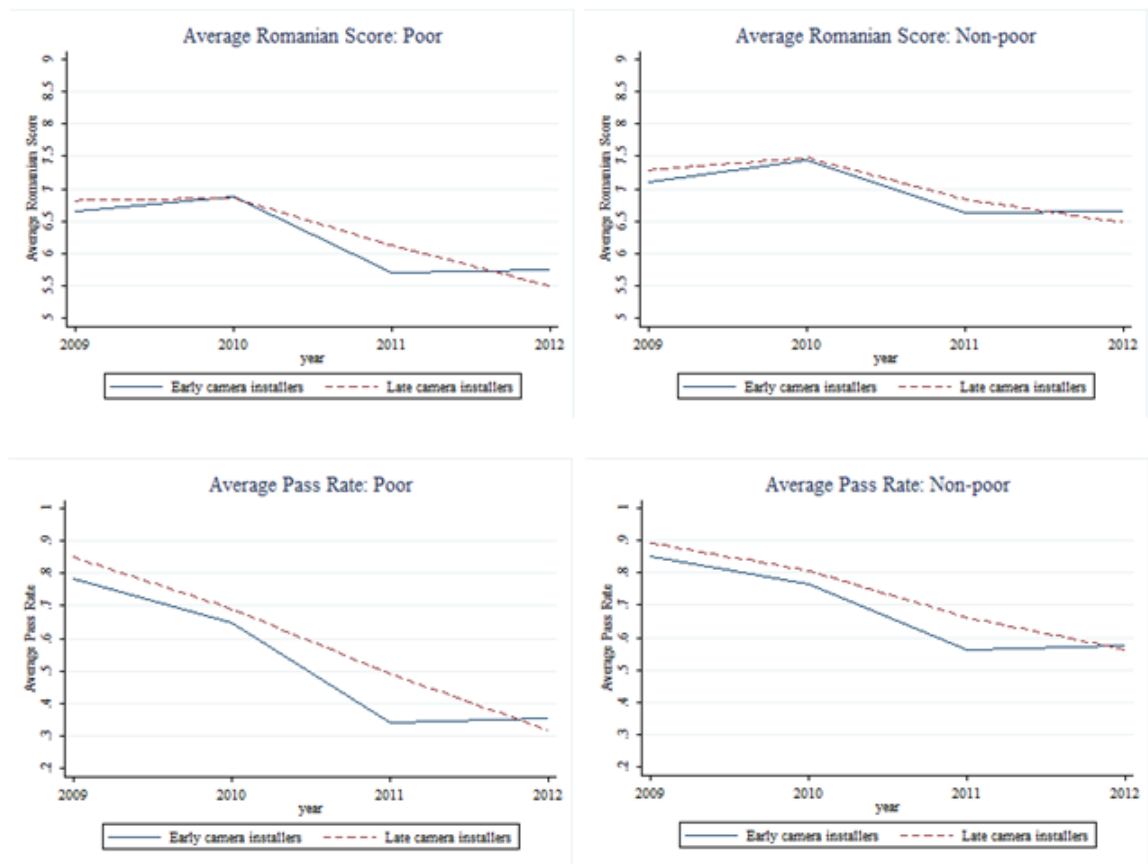 Average Romanian Score: Poor
Average Romanian Score
9
8.5
8
7.5
7
6.5
6
5.5
5
2009 2010 2011 2012
year
Early camera installers Late camera installers
Average Romanian Score: Non-poor
Average Romanian Score
9
8.5
8
7.5
7
6.5
6
5.5
5
2009 2010 2011 2012
year
Early camera installers Late camera installers
Average Pass Rate: Poor
Average Pass Rate
1
.9
.8
.7
.6
.5
.4
.3
.2
2009 2010 2011 2012
year
Early camera installers Late camera installers
Average Pass Rate: Non-poor
Average Pass Rate
1
.9
.8
.7
.6
.5
.4
.3
.2
2009 2010 2011 2012
year
Early camera installers Late camera installers